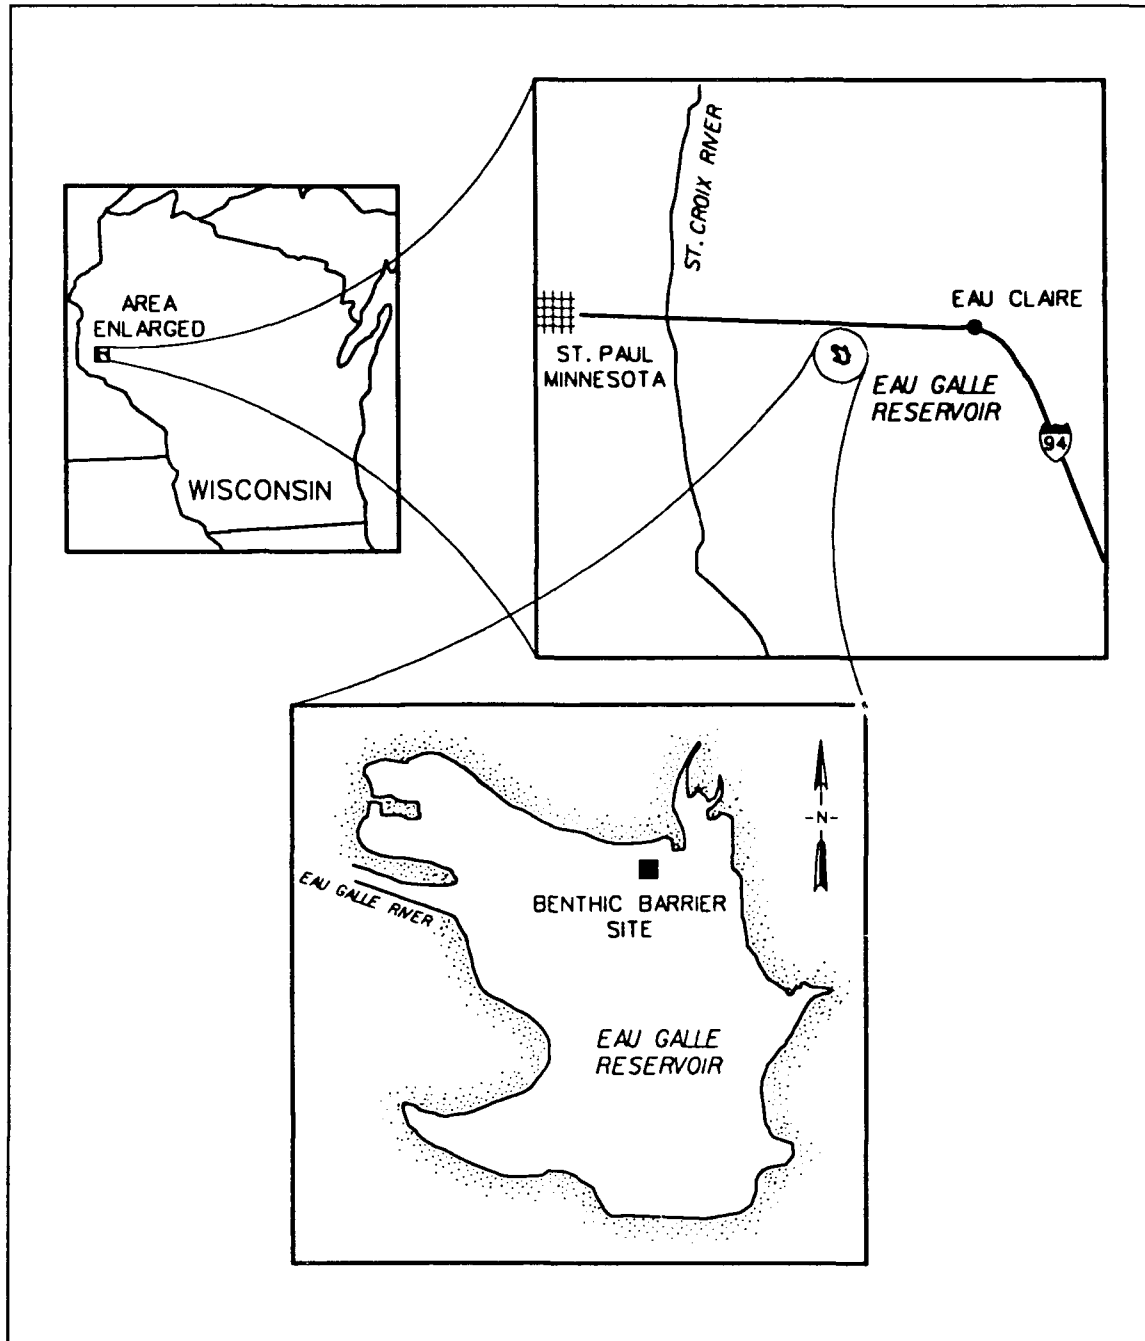 AREA
ENLARGED
WISCONSIN
ST. CROIX RIVER
EAU CLAIRE
ST. PAUL
MINNESOTA
EAU GALLE
RESERVOIR
94
-N-
EAU GALLE RIVER
BENTHIC BARRIER
SITE
EAU GALLE
RESERVOIR